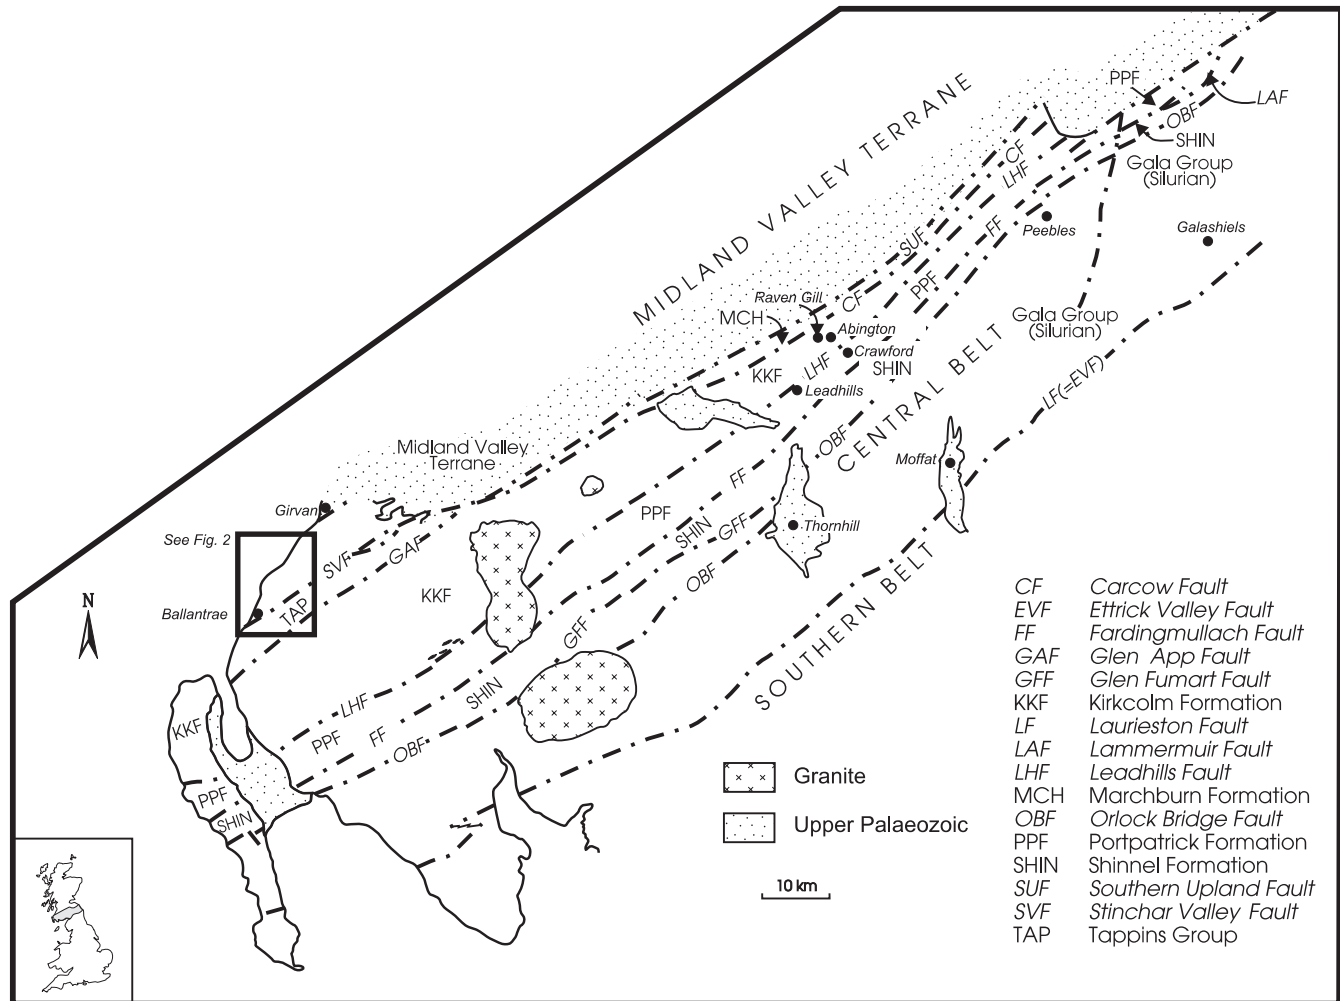 PPF
LAF
OBF
SHIN
Gala Group
(Silurian)
MIDLAND VALLEY TERRANE
CF
LHF
SUF
FF
PPF
Peebles
Galashiels
Raven Gill
CF
MCH
Abington
Gala Group
(Silurian)
Crawford
KKF
LHF
SHIN
Leadhills
CENTRAL BELT
LF(=EVF)
OBF
Midland Valley
Terrane
Moffat
FF
Girvan
PPF
SHIN
GFF
Thornhill
See Fig. 2
SVF
GAF
OBF
KKF
Ballantrae
TAP
N
GFF
SOUTHERN BELT
SHIN
LHF
KKF
PPF
FF
OBF
PPF
SHIN
Granite
Upper Palaeozoic
10 km
CF Carcow Fault
EVF Ettrick Valley Fault
FF Fardingmullach Fault
GAF Glen App Fault
GFF Glen Fumart Fault
KKF Kirkcolm Formation
LF Laurieston Fault
LAF Lammermuir Fault
LHF Leadhills Fault
MCH Marchburn Formation
OBF Orlock Bridge Fault
PPF Portpatrick Formation
SHIN Shinnel Formation
SUF Southern Upland Fault
SVF Stinchar Valley Fault
TAP Tappins Group